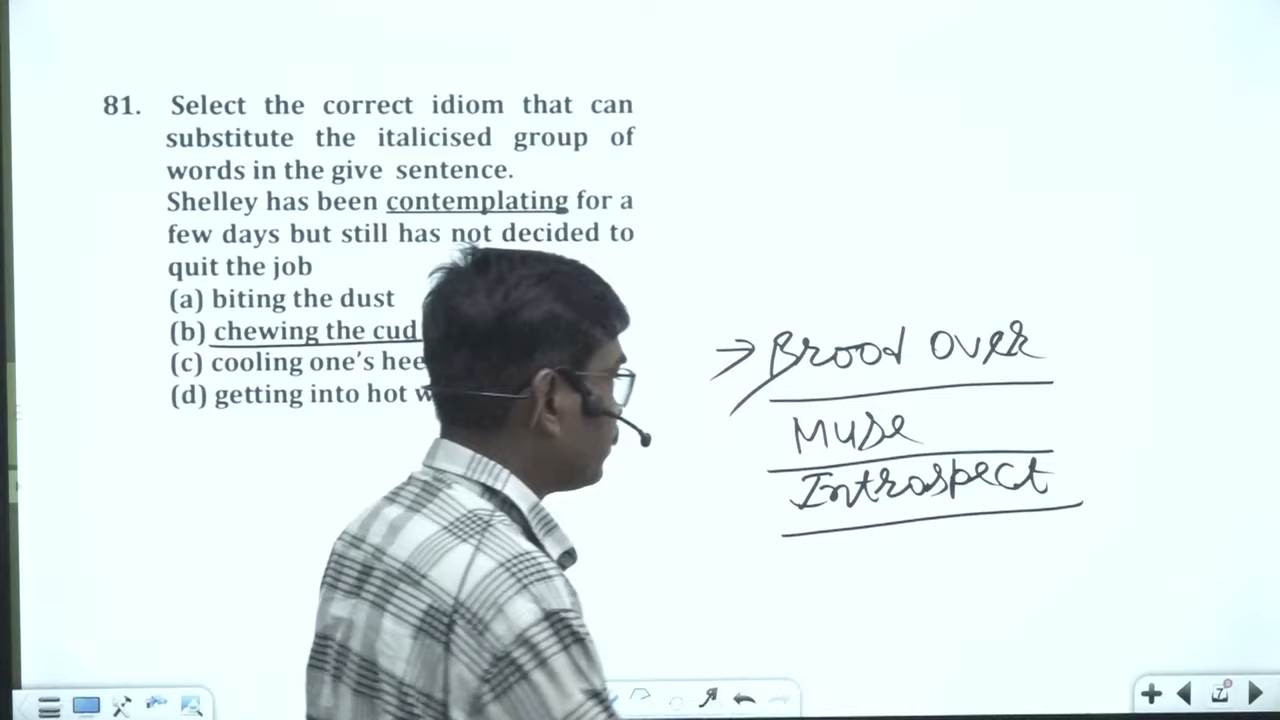 81. Select the correct idiom that can
substitute the italicised group of
words in the give sentence.
Shelley has been contemplating for a
few days but still has not decided to
quit the job
(a) biting the dust
(b) chewing the cud
(c) cooling one's
(d) getting into hot
→ Brood over
Muse
Introspect